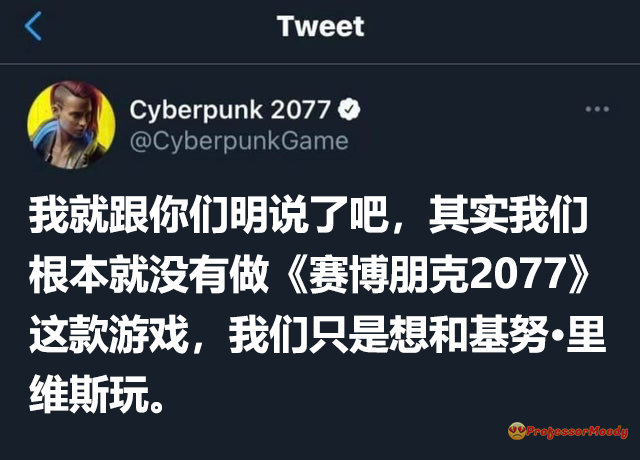 Tweet
Cyberpunk 2077
@CyberpunkGame
我就跟你们明说了吧，其实我们
根本就没有做《赛博朋克2077》
这款游戏，我们只是想和基努·里
维斯玩。
ProfessorMoody